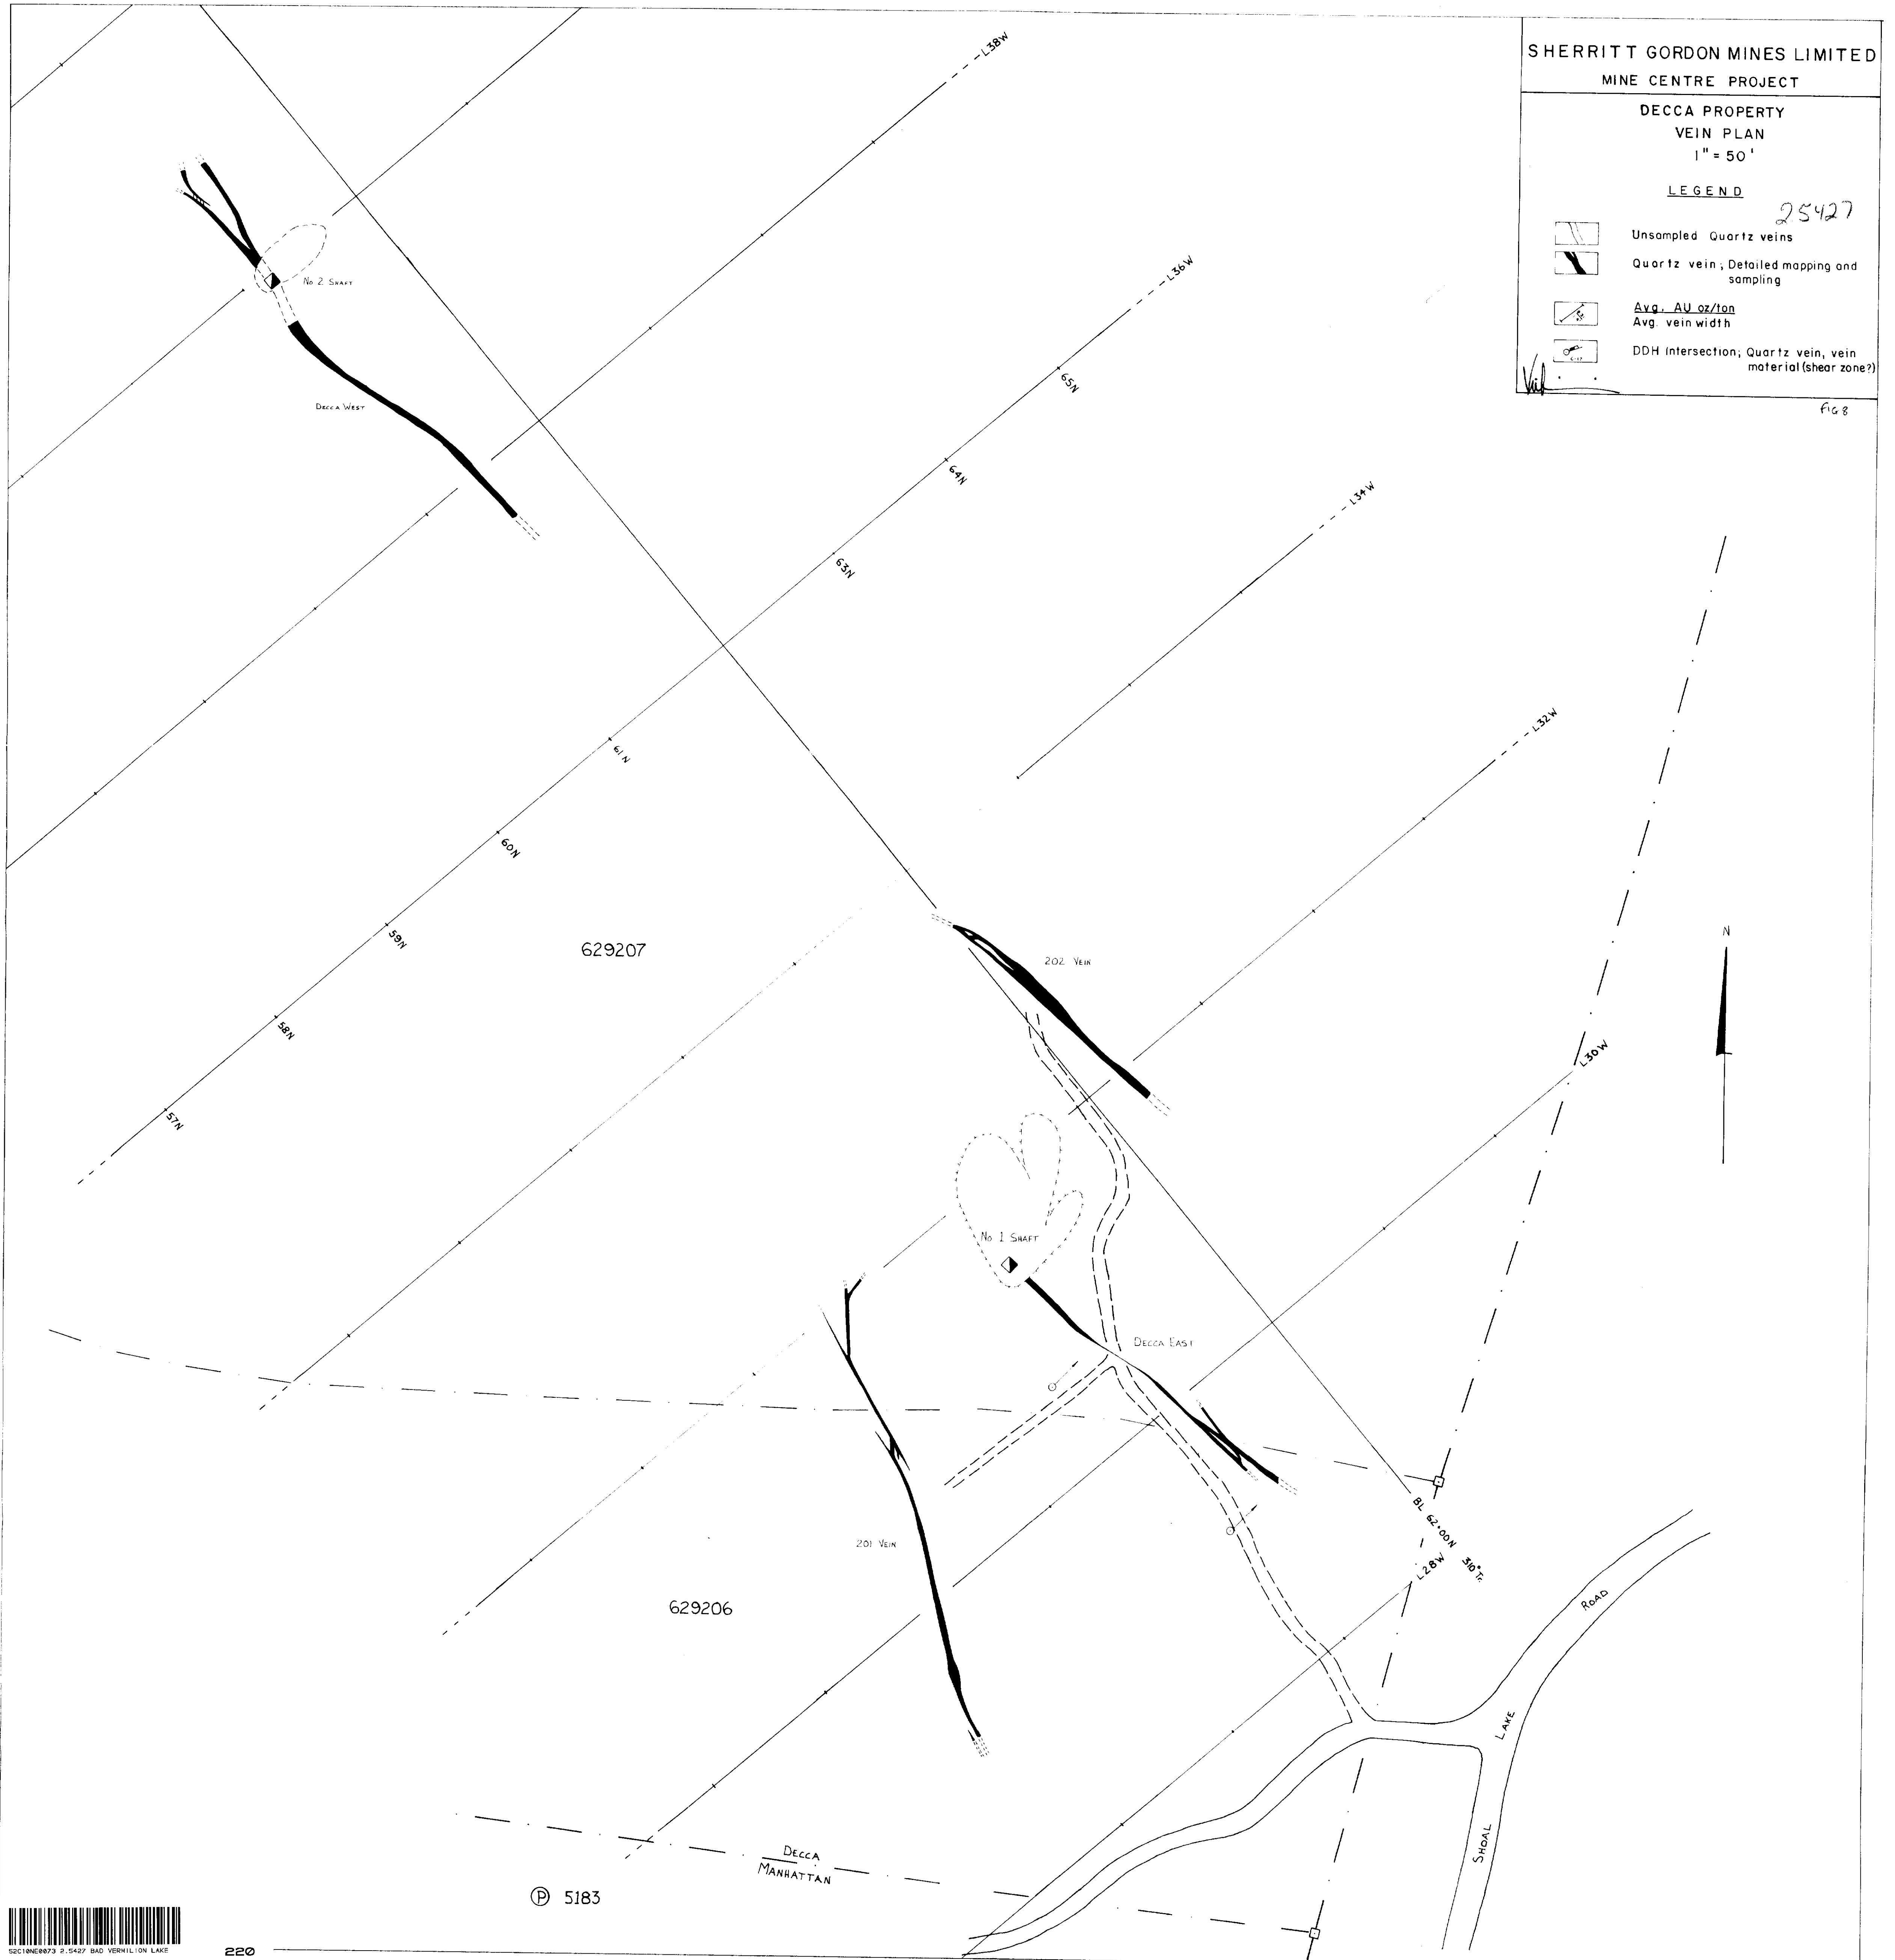 SHERRITT GORDON MINES LIMITED
MINE CENTRE PROJECT
DECCA PROPERTY
VEIN PLAN
1" = 50'
LEGEND
25427
Unsampled Quartz veins
Quartz vein; Detailed mapping and
sampling
Avg. AU oz/ton
Avg. vein width
DDH Intersection; Quartz vein, vein
material (shear zone?)
FIG 8
L38W
No 2 SHAFT
L36W
65N
DECCA WEST
64N
L34W
63N
L32W
61N
60N
59N
629207
N
202 VEIN
58N
L30W
57N
No 1 SHAFT
DECCA EAST
BL 62+00N 310° Tr.
201 VEIN
L28W
629206
ROAD
LAKE
SHOAL
DECCA
MANHATTAN
P 5183
52C10NE0073 2.5427 BAD VERMILION LAKE
220